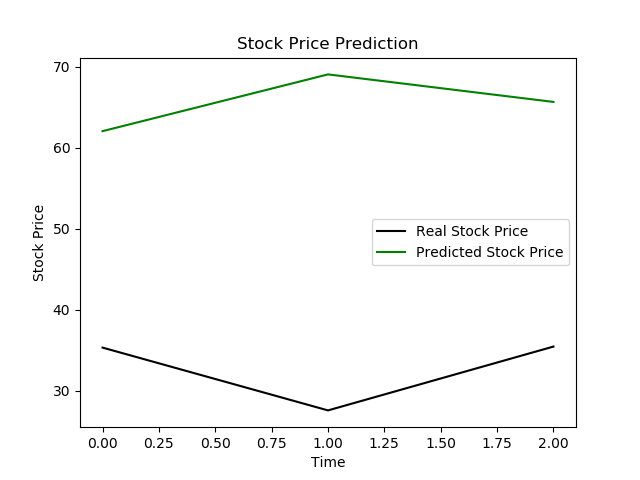 Stock Price Prediction
70
60
50
40
30
Stock Price
Real Stock Price
Predicted Stock Price
0.00 0.25 0.50 0.75 1.00 1.25 1.50 1.75 2.00
Time